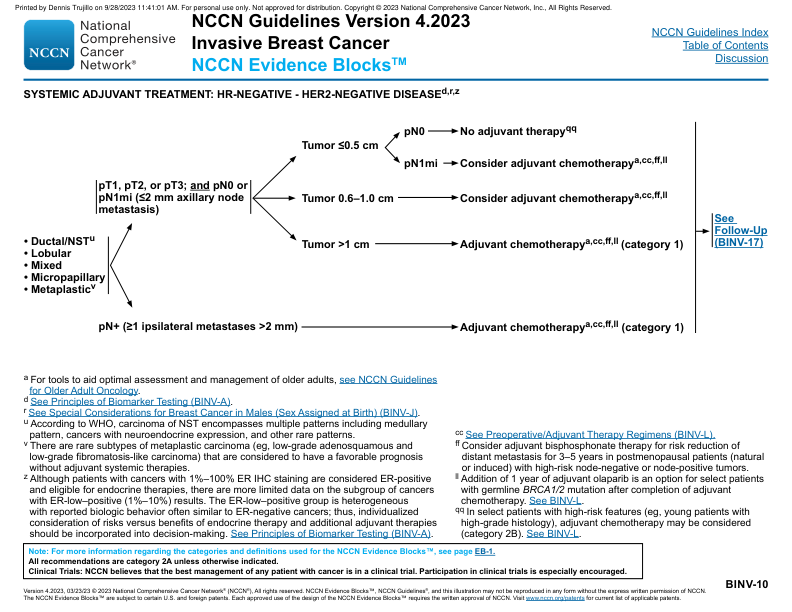 Printed by Dennis Trujillo on 9/28/2023 11:41:01 AM. For personal use only. Not approved for distribution. Copyright © 2023 National Comprehensive Cancer Network, Inc., All Rights Reserved.
NCCN
National
Comprehensive
Cancer
Network®
NCCN Guidelines Version 4.2023
Invasive Breast Cancer
NCCN Evidence Blocks™
NCCN Guidelines Index
Table of Contents
Discussion
SYSTEMIC ADJUVANT TREATMENT: HR-NEGATIVE - HER2-NEGATIVE DISEASEd,r,z
• Ductal/NSTu
• Lobular
• Mixed
• Micropapillary
• Metaplasticv
pT1, pT2, or pT3; and pN0 or
pN1mi (≤2 mm axillary node
metastasis)
Tumor ≤0.5 cm
pN0
No adjuvant therapyqq
pN1mi
Consider adjuvant chemotherapya,cc,ff,ll
Tumor 0.6–1.0 cm
Consider adjuvant chemotherapya,cc,ff,ll
Tumor >1 cm
Adjuvant chemotherapya,cc,ff,ll (category 1)
pN+ (≥1 ipsilateral metastases >2 mm)
Adjuvant chemotherapya,cc,ff,ll (category 1)
See
Follow-Up
(BINV-17)
a For tools to aid optimal assessment and management of older adults, see NCCN Guidelines
for Older Adult Oncology.
d See Principles of Biomarker Testing (BINV-A).
r See Special Considerations for Breast Cancer in Males (Sex Assigned at Birth) (BINV-J).
u According to WHO, carcinoma of NST encompasses multiple patterns including medullary
pattern, cancers with neuroendocrine expression, and other rare patterns.
v There are rare subtypes of metaplastic carcinoma (eg, low-grade adenosquamous and
low-grade fibromatosis-like carcinoma) that are considered to have a favorable prognosis
without adjuvant systemic therapies.
z Although patients with cancers with 1%–100% ER IHC staining are considered ER-positive
and eligible for endocrine therapies, there are more limited data on the subgroup of cancers
with ER-low–positive (1%–10%) results. The ER-low–positive group is heterogeneous
with reported biologic behavior often similar to ER-negative cancers; thus, individualized
consideration of risks versus benefits of endocrine therapy and additional adjuvant therapies
should be incorporated into decision-making. See Principles of Biomarker Testing (BINV-A).
cc See Preoperative/Adjuvant Therapy Regimens (BINV-L).
ff Consider adjuvant bisphosphonate therapy for risk reduction of
distant metastasis for 3–5 years in postmenopausal patients (natural
or induced) with high-risk node-negative or node-positive tumors.
ll Addition of 1 year of adjuvant olaparib is an option for select patients
with germline BRCA1/2 mutation after completion of adjuvant
chemotherapy. See BINV-L.
qq In select patients with high-risk features (eg, young patients with
high-grade histology), adjuvant chemotherapy may be considered
(category 2B). See BINV-L.
Note: For more information regarding the categories and definitions used for the NCCN Evidence Blocks™, see page EB-1.
All recommendations are category 2A unless otherwise indicated.
Clinical Trials: NCCN believes that the best management of any patient with cancer is in a clinical trial. Participation in clinical trials is especially encouraged.
BINV-10
Version 4.2023, 03/23/23 © 2023 National Comprehensive Cancer Network® (NCCN®), All rights reserved. NCCN Evidence Blocks™, NCCN Guidelines®, and this illustration may not be reproduced in any form without the express written permission of NCCN.
The NCCN Evidence Blocks™ are subject to certain U.S. and foreign patents. Each approved use of the design of the NCCN Evidence Blocks™ requires the written approval of NCCN. Visit www.nccn.org/patents for current list of applicable patents.